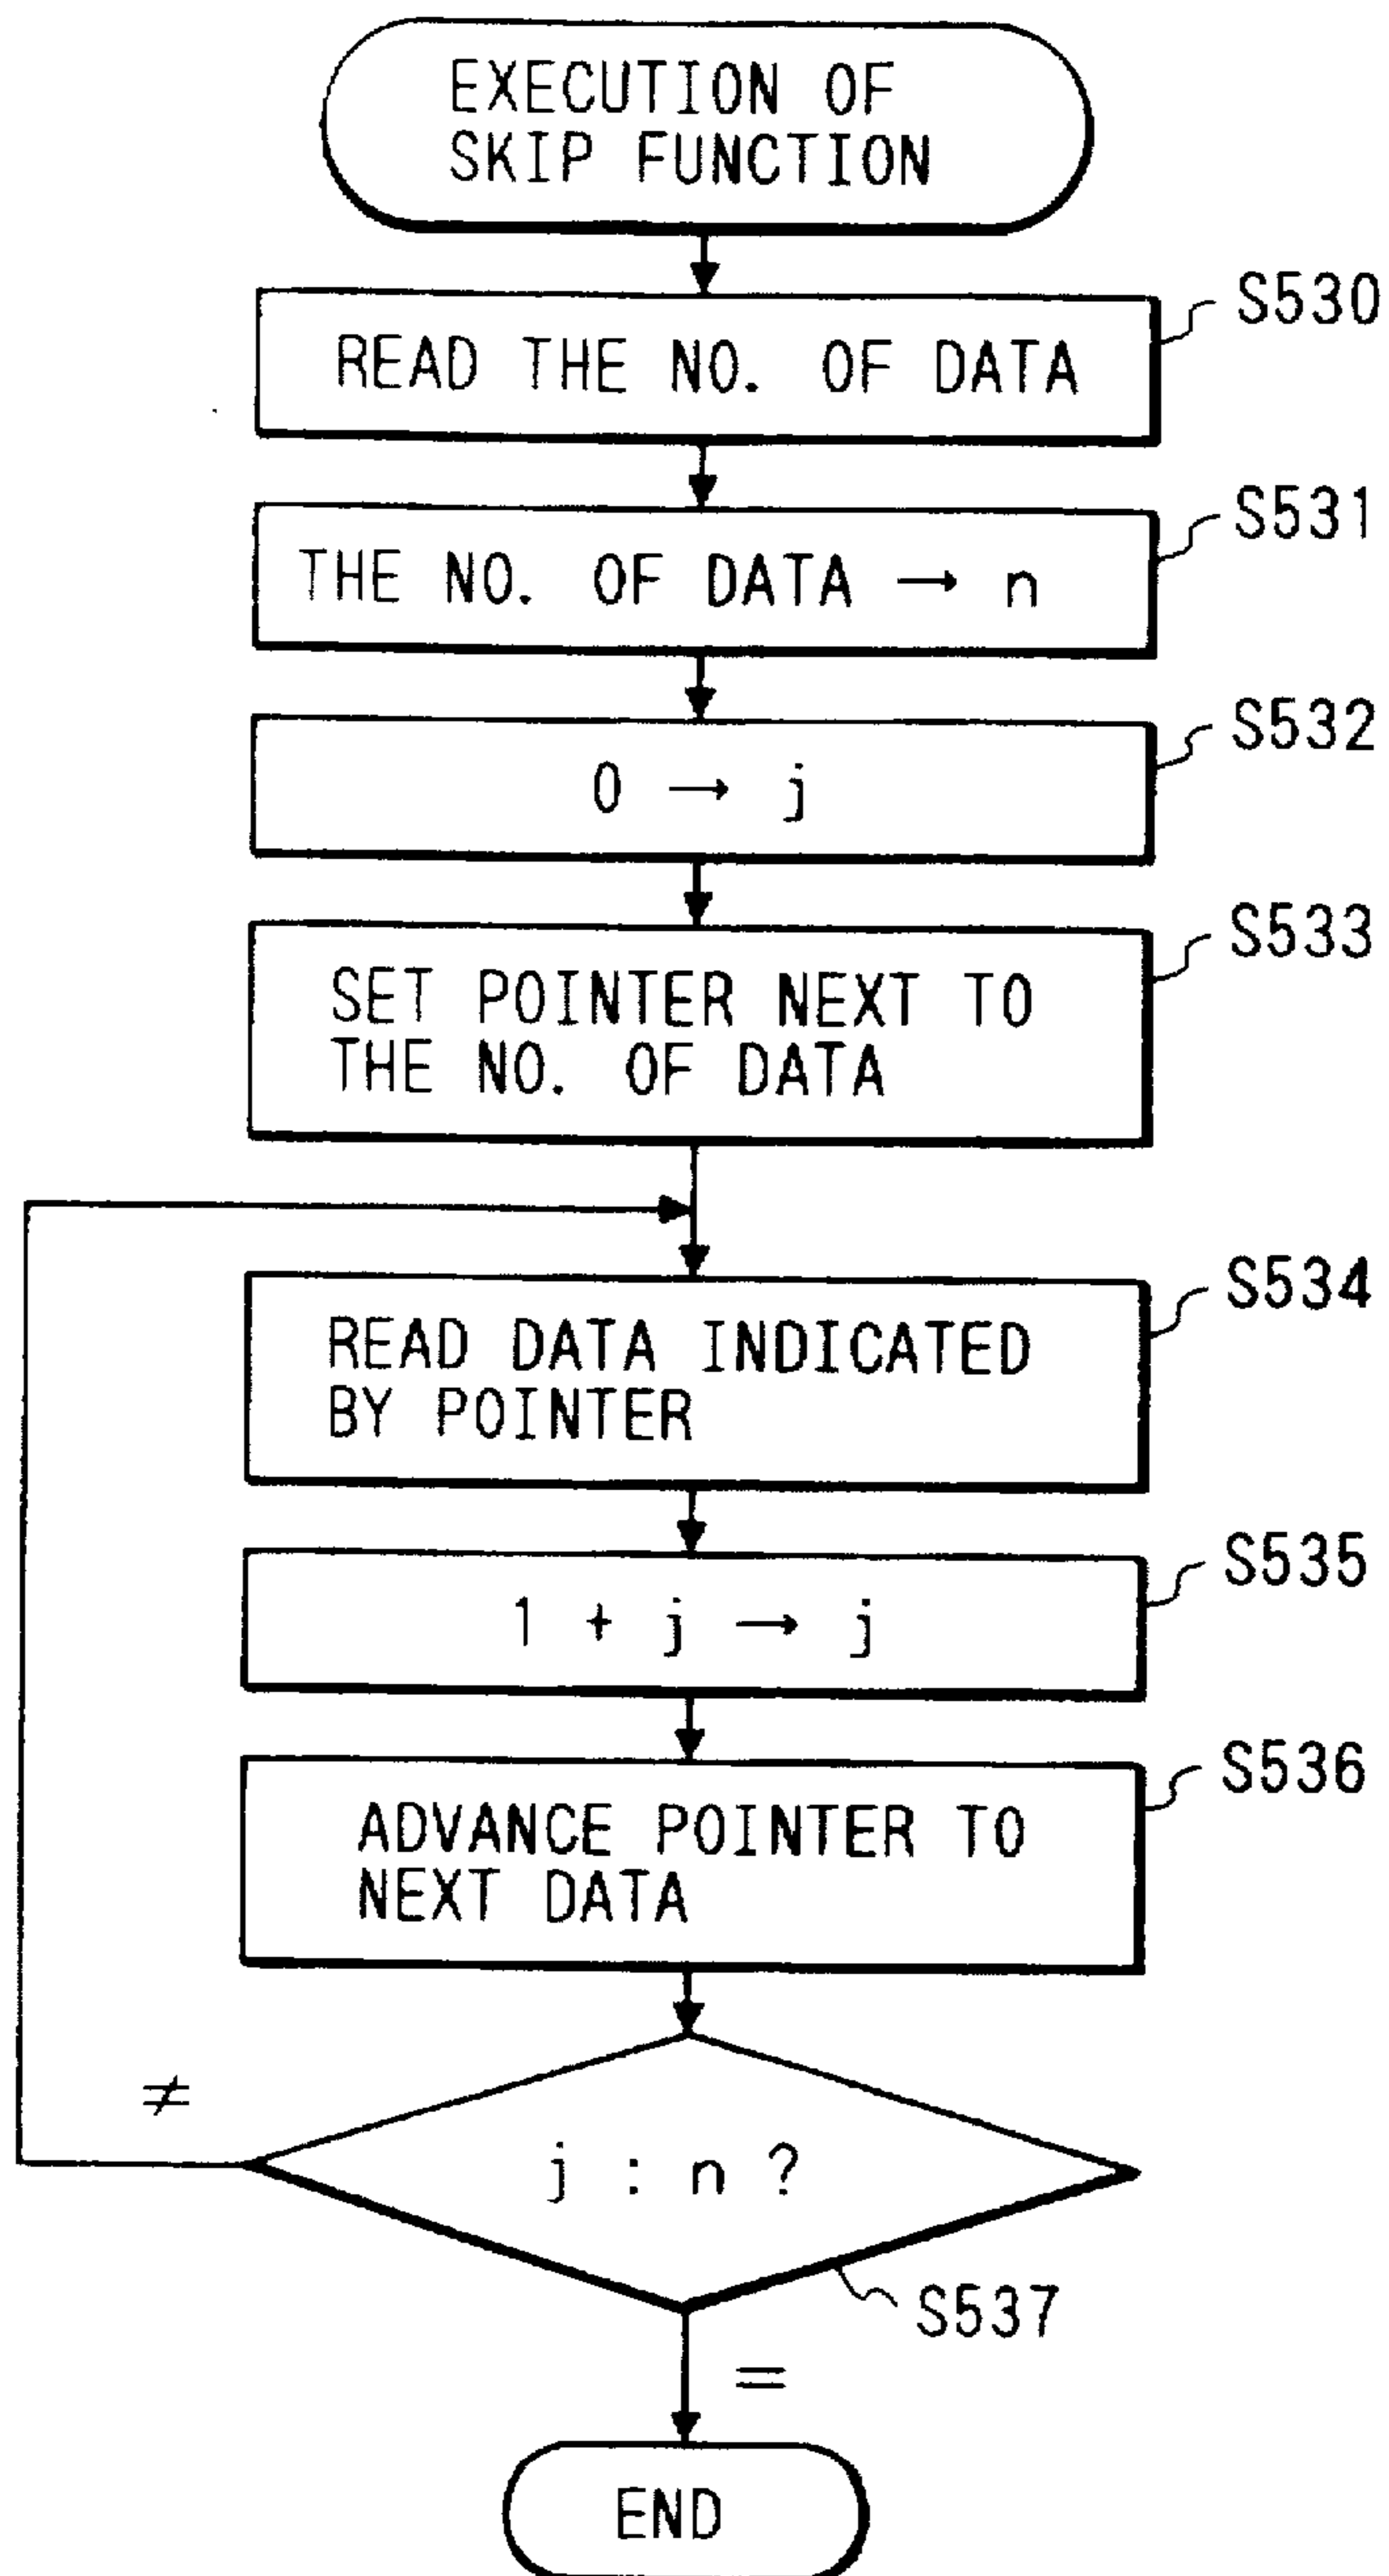 EXECUTION OF
SKIP FUNCTION
S530
READ THE NO. OF DATA
S531
THE NO. OF DATA → n
S532
0 → j
S533
SET POINTER NEXT TO
THE NO. OF DATA
S534
READ DATA INDICATED
BY POINTER
S535
1 + j → j
S536
ADVANCE POINTER TO
NEXT DATA
≠
j : n ?
S537
=
END